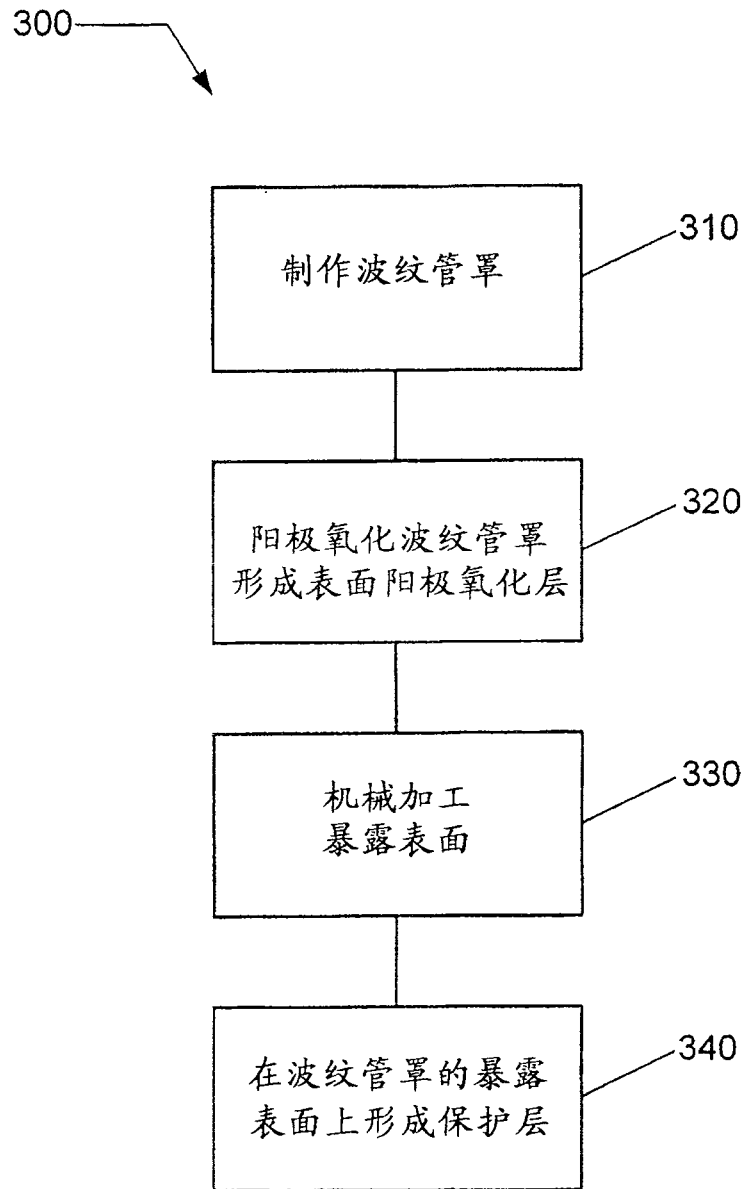 300
制作波纹管罩
310
阳极氧化波纹管罩
形成表面阳极氧化层
320
机械加工
暴露表面
330
在波纹管罩的暴露
表面上形成保护层
340